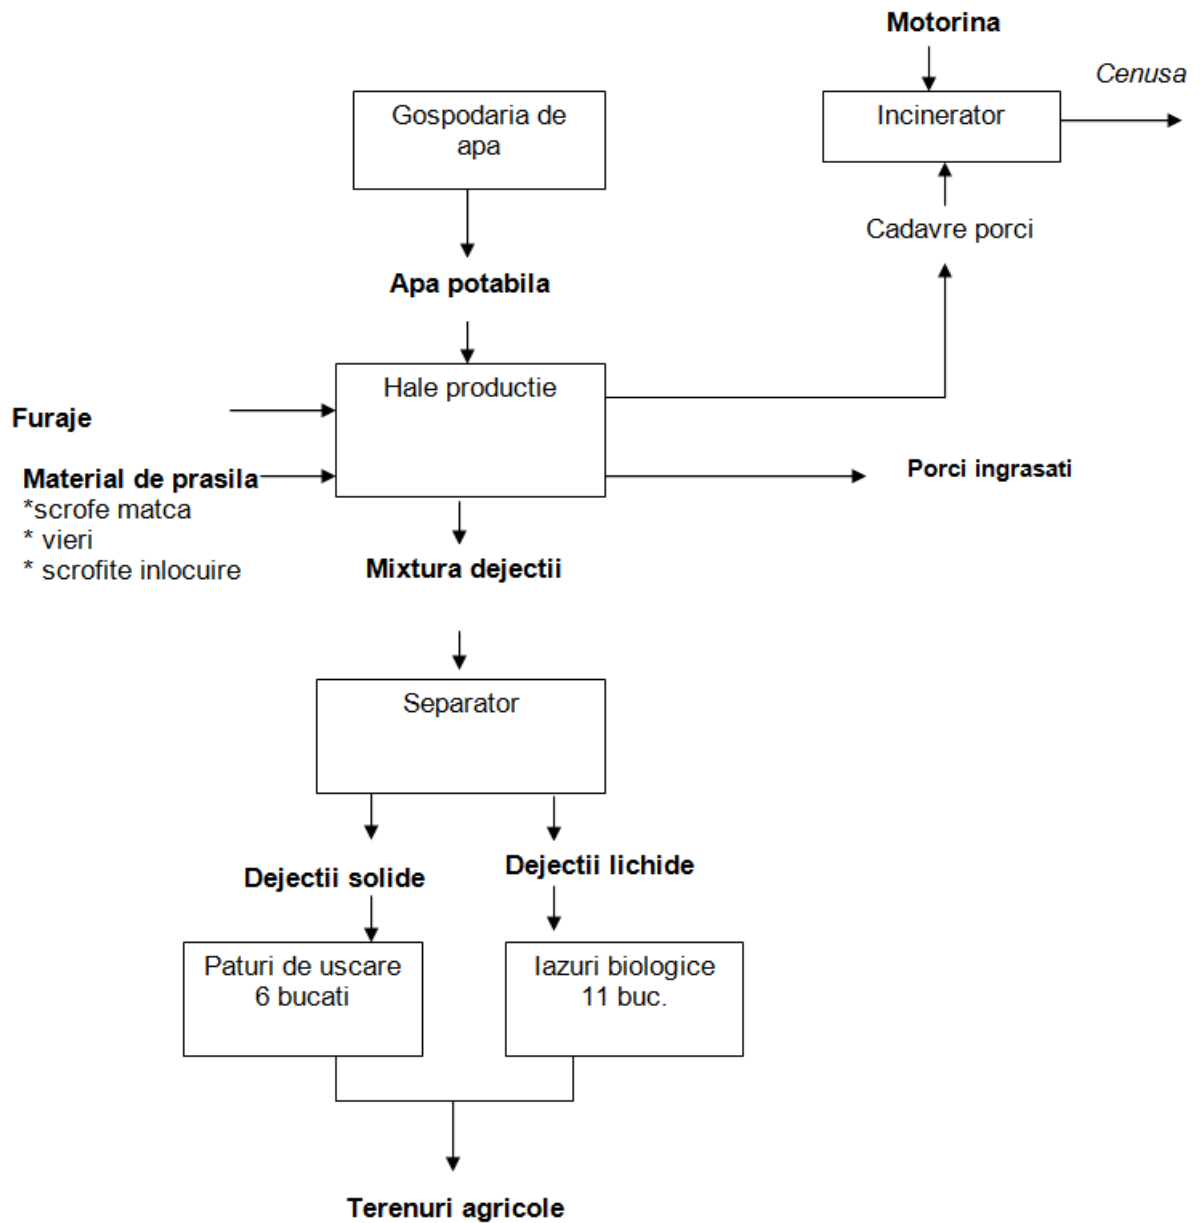 Motorina
Cenusa
Gospodaria de
apa
Incinerator
Cadavre porci
Apa potabila
Hale productie
Furaje
Material de prasila
*scrofe matca
* vieri
* scrofite inlocuire
Porci ingrasati
Mixtura dejectii
Separator
Dejectii solide
Dejectii lichide
Paturi de uscare
6 bucati
Iazuri biologice
11 buc.
Terenuri agricole